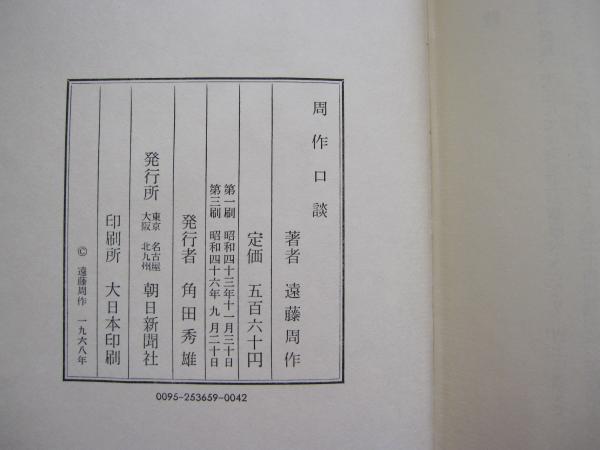 周作口談
著者 遠藤周作
定価 五百六十円
第一刷 昭和四十三年十一月三十日
第三刷 昭和四十六年 九 月二十日
発行者 角田秀雄
発行所 東京 名古屋 大阪 北九州 朝日新聞社
印刷所 大日本印刷
© 遠藤周作 一九六八年
0095-253659-0042